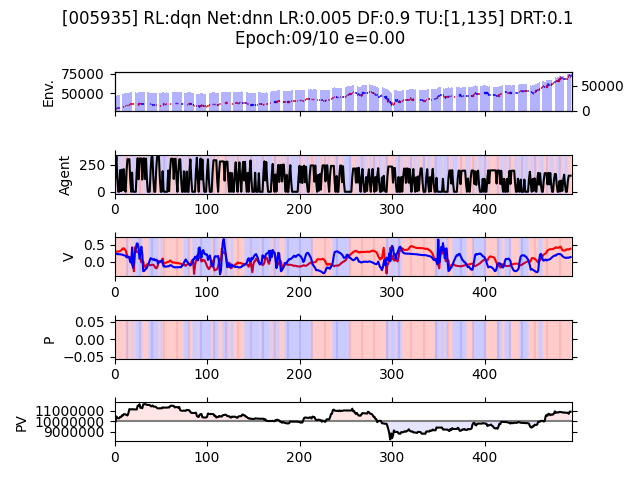 [005935] RL:dqn Net:dnn LR:0.005 DF:0.9 TU:[1,135] DRT:0.1
Epoch:09/10 e=0.00
75000
50000
Env.
50000
0
250
0
Agent
0 100 200 300 400
0.5
0.0
V
0 100 200 300 400
0.05
0.00
−0.05
P
0 100 200 300 400
11000000
10000000
9000000
PV
0 100 200 300 400